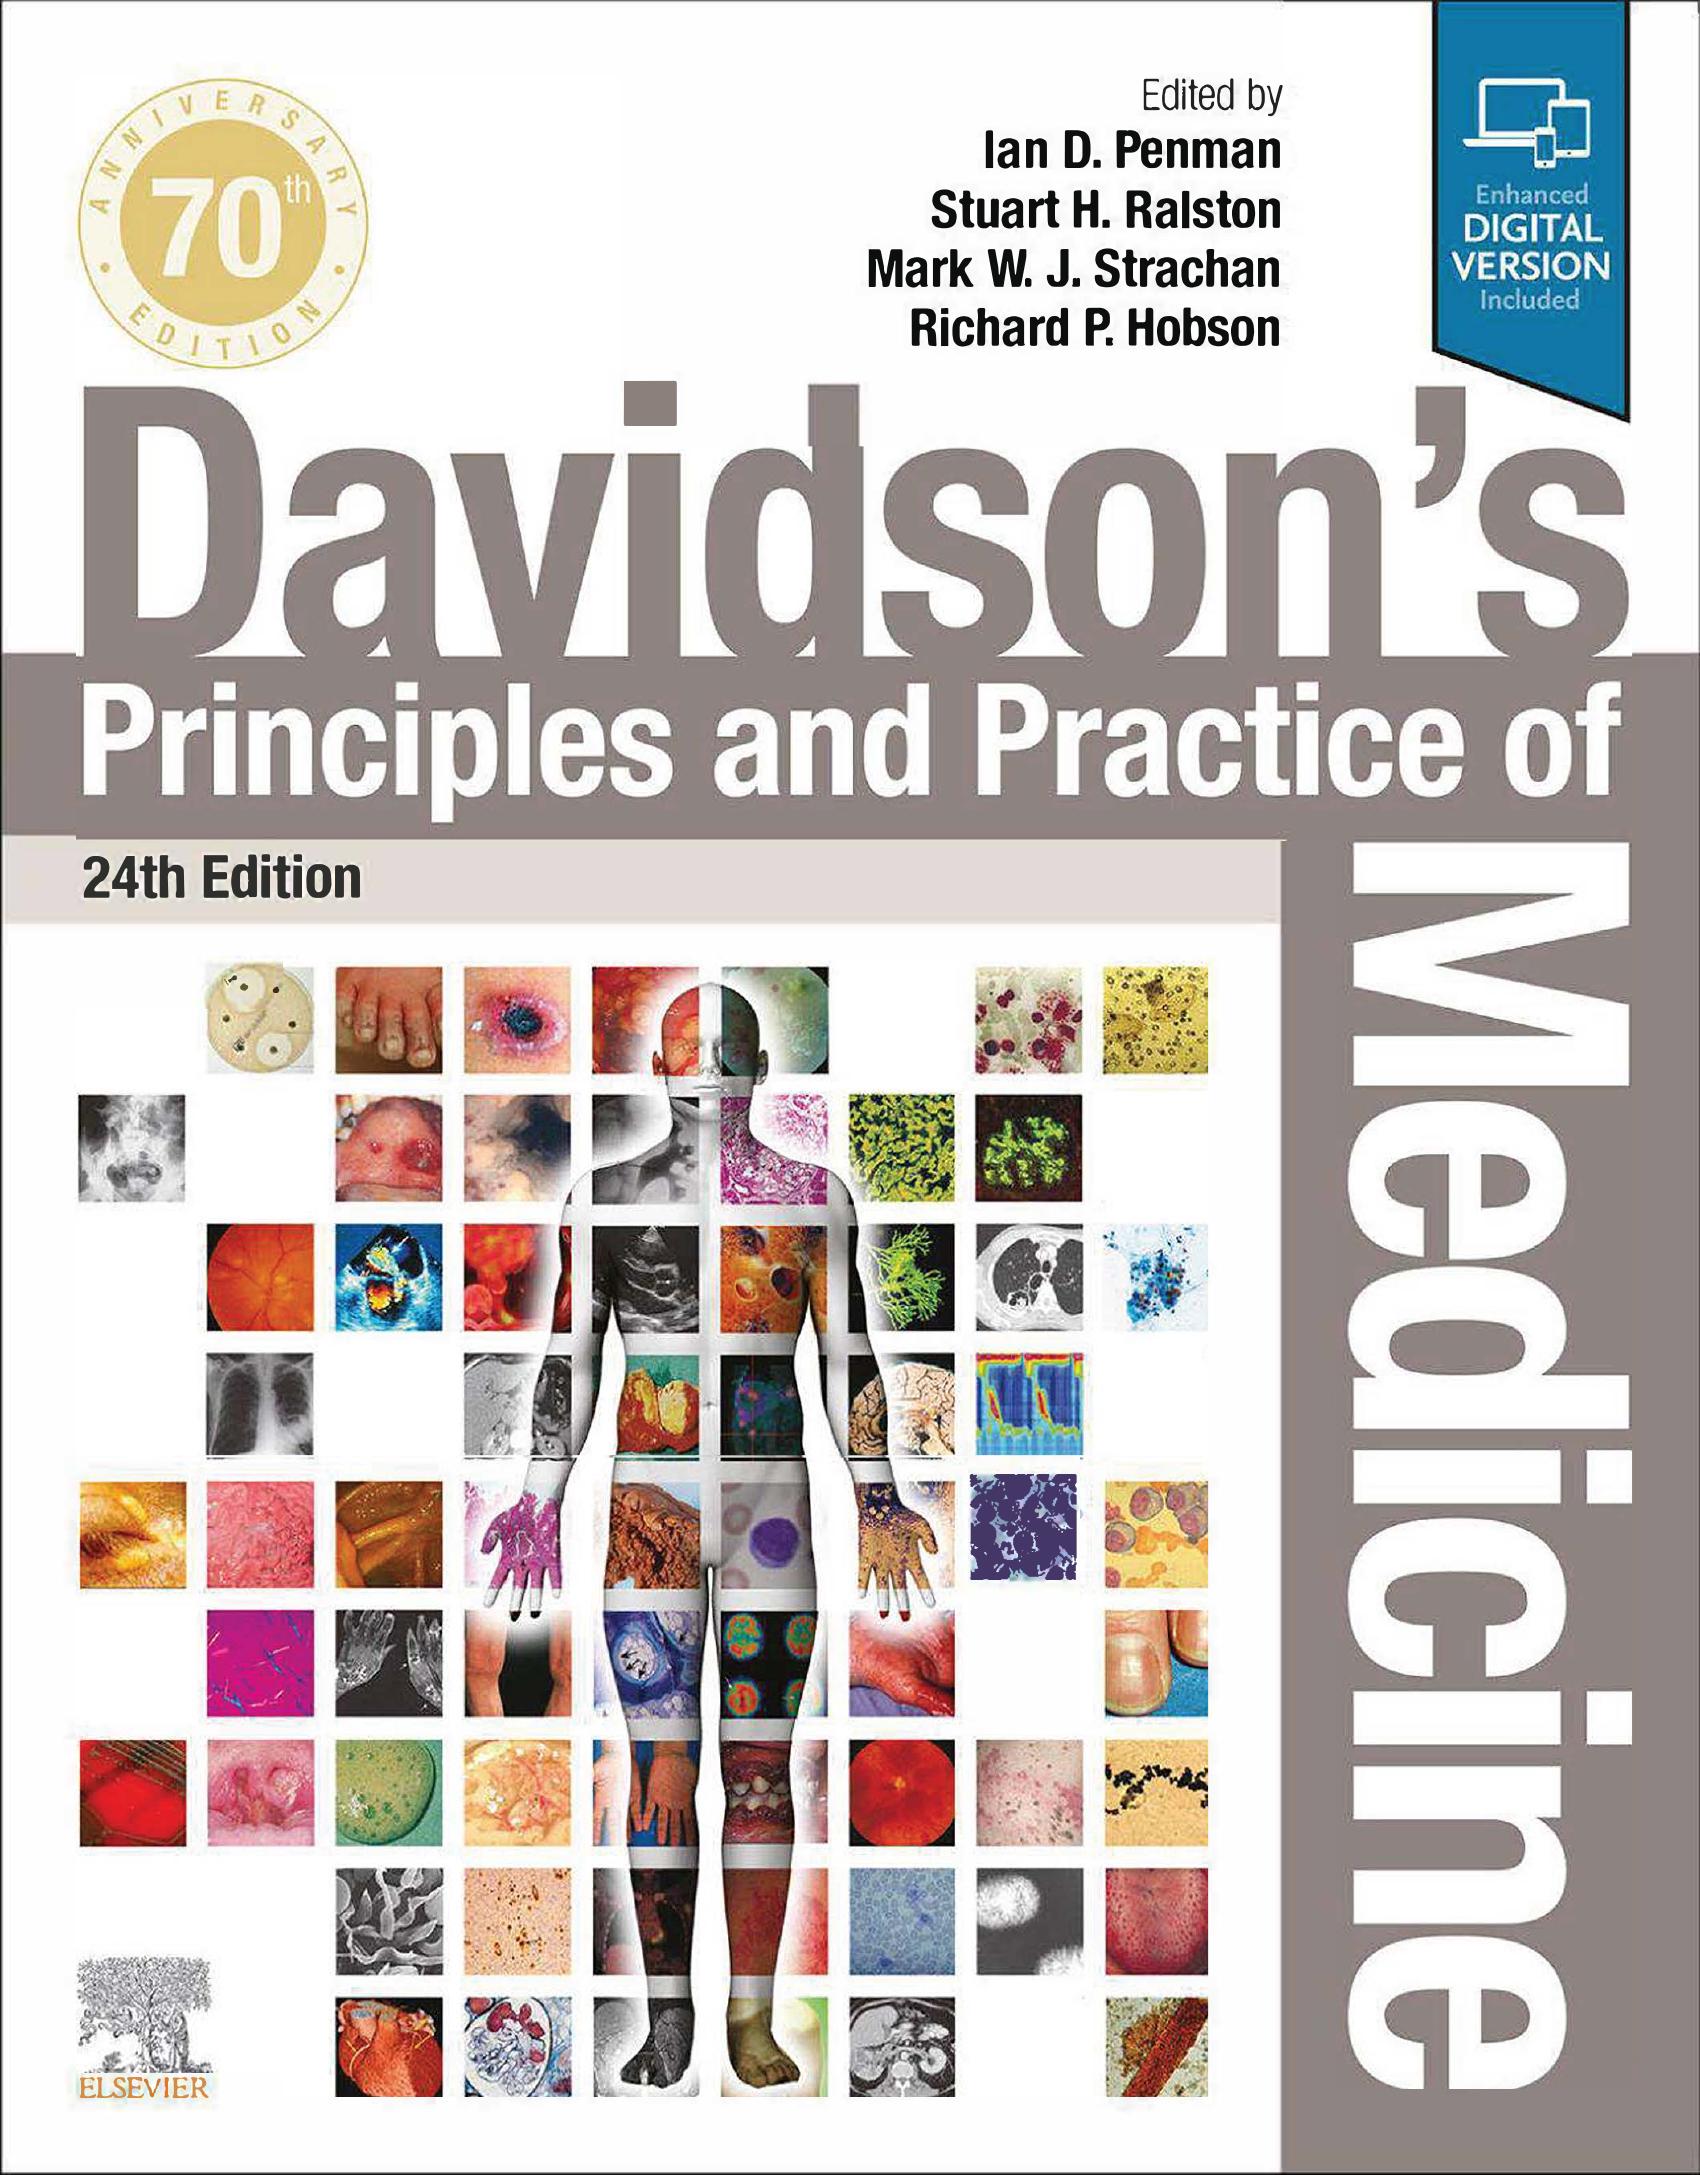 ANNIVERSARY
70th
EDITION
Edited by
Ian D. Penman
Stuart H. Ralston
Mark W. J. Strachan
Richard P. Hobson
Enhanced
DIGITAL
VERSION
Included
Davidson's
Principles and Practice of
Medicine
24th Edition
ELSEVIER